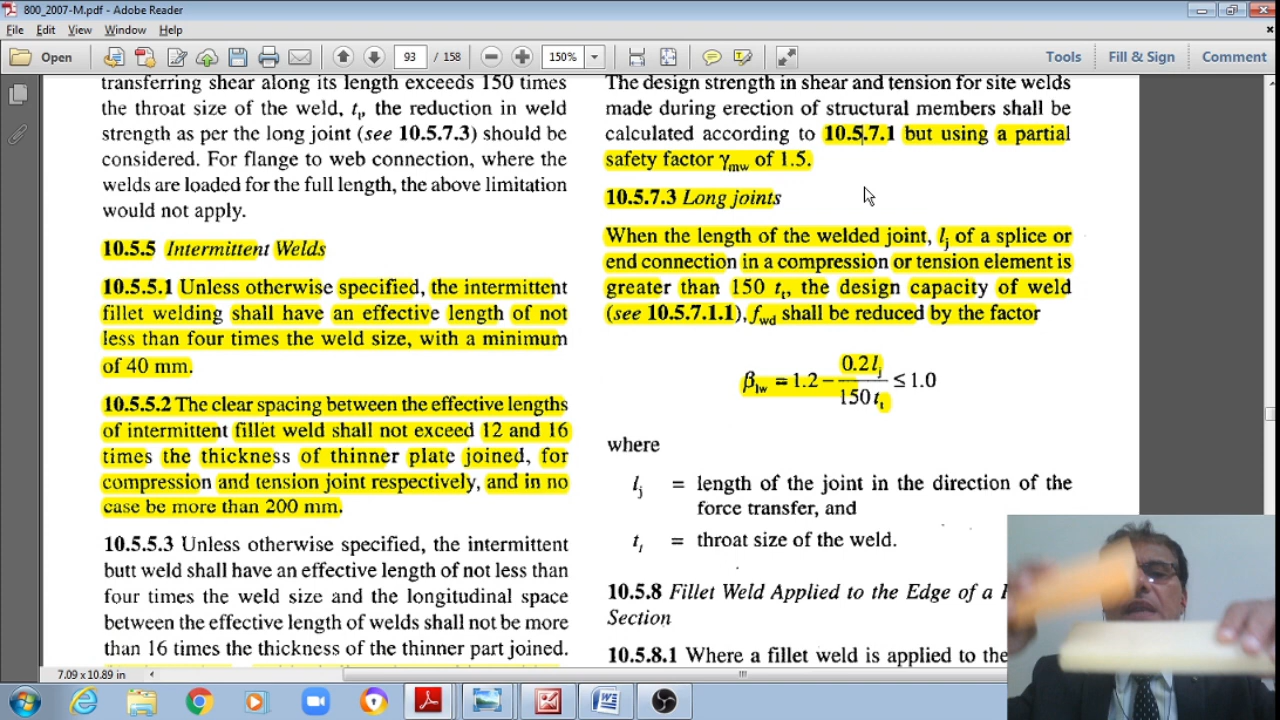 800_2007-M.pdf - Adobe Reader
File Edit View Window Help
Open 93 / 158 150% Tools Fill & Sign Comment
transferring shear along its length exceeds 150 times
the throat size of the weld, tt, the reduction in weld
strength as per the long joint (see 10.5.7.3) should be
considered. For flange to web connection, where the
welds are loaded for the full length, the above limitation
would not apply.
10.5.5 Intermittent Welds
10.5.5.1 Unless otherwise specified, the intermittent
fillet welding shall have an effective length of not
less than four times the weld size, with a minimum
of 40 mm.
10.5.5.2 The clear spacing between the effective lengths
of intermittent fillet weld shall not exceed 12 and 16
times the thickness of thinner plate joined, for
compression and tension joint respectively, and in no
case be more than 200 mm.
10.5.5.3 Unless otherwise specified, the intermittent
butt weld shall have an effective length of not less than
four times the weld size and the longitudinal space
between the effective length of welds shall not be more
than 16 times the thickness of the thinner part joined.
The design strength in shear and tension for site welds
made during erection of structural members shall be
calculated according to 10.5.7.1 but using a partial
safety factor γmw of 1.5.
10.5.7.3 Long joints
When the length of the welded joint, lj of a splice or
end connection in a compression or tension element is
greater than 150 tt, the design capacity of weld
(see 10.5.7.1.1), fwd shall be reduced by the factor
βlw = 1.2 − 0.2 lj / 150 tt ≤ 1.0
where
lj = length of the joint in the direction of the
force transfer, and
tt = throat size of the weld.
10.5.8 Fillet Weld Applied to the Edge of a
Section
10.5.8.1 Where a fillet weld is applied to the
7.09 x 10.89 in